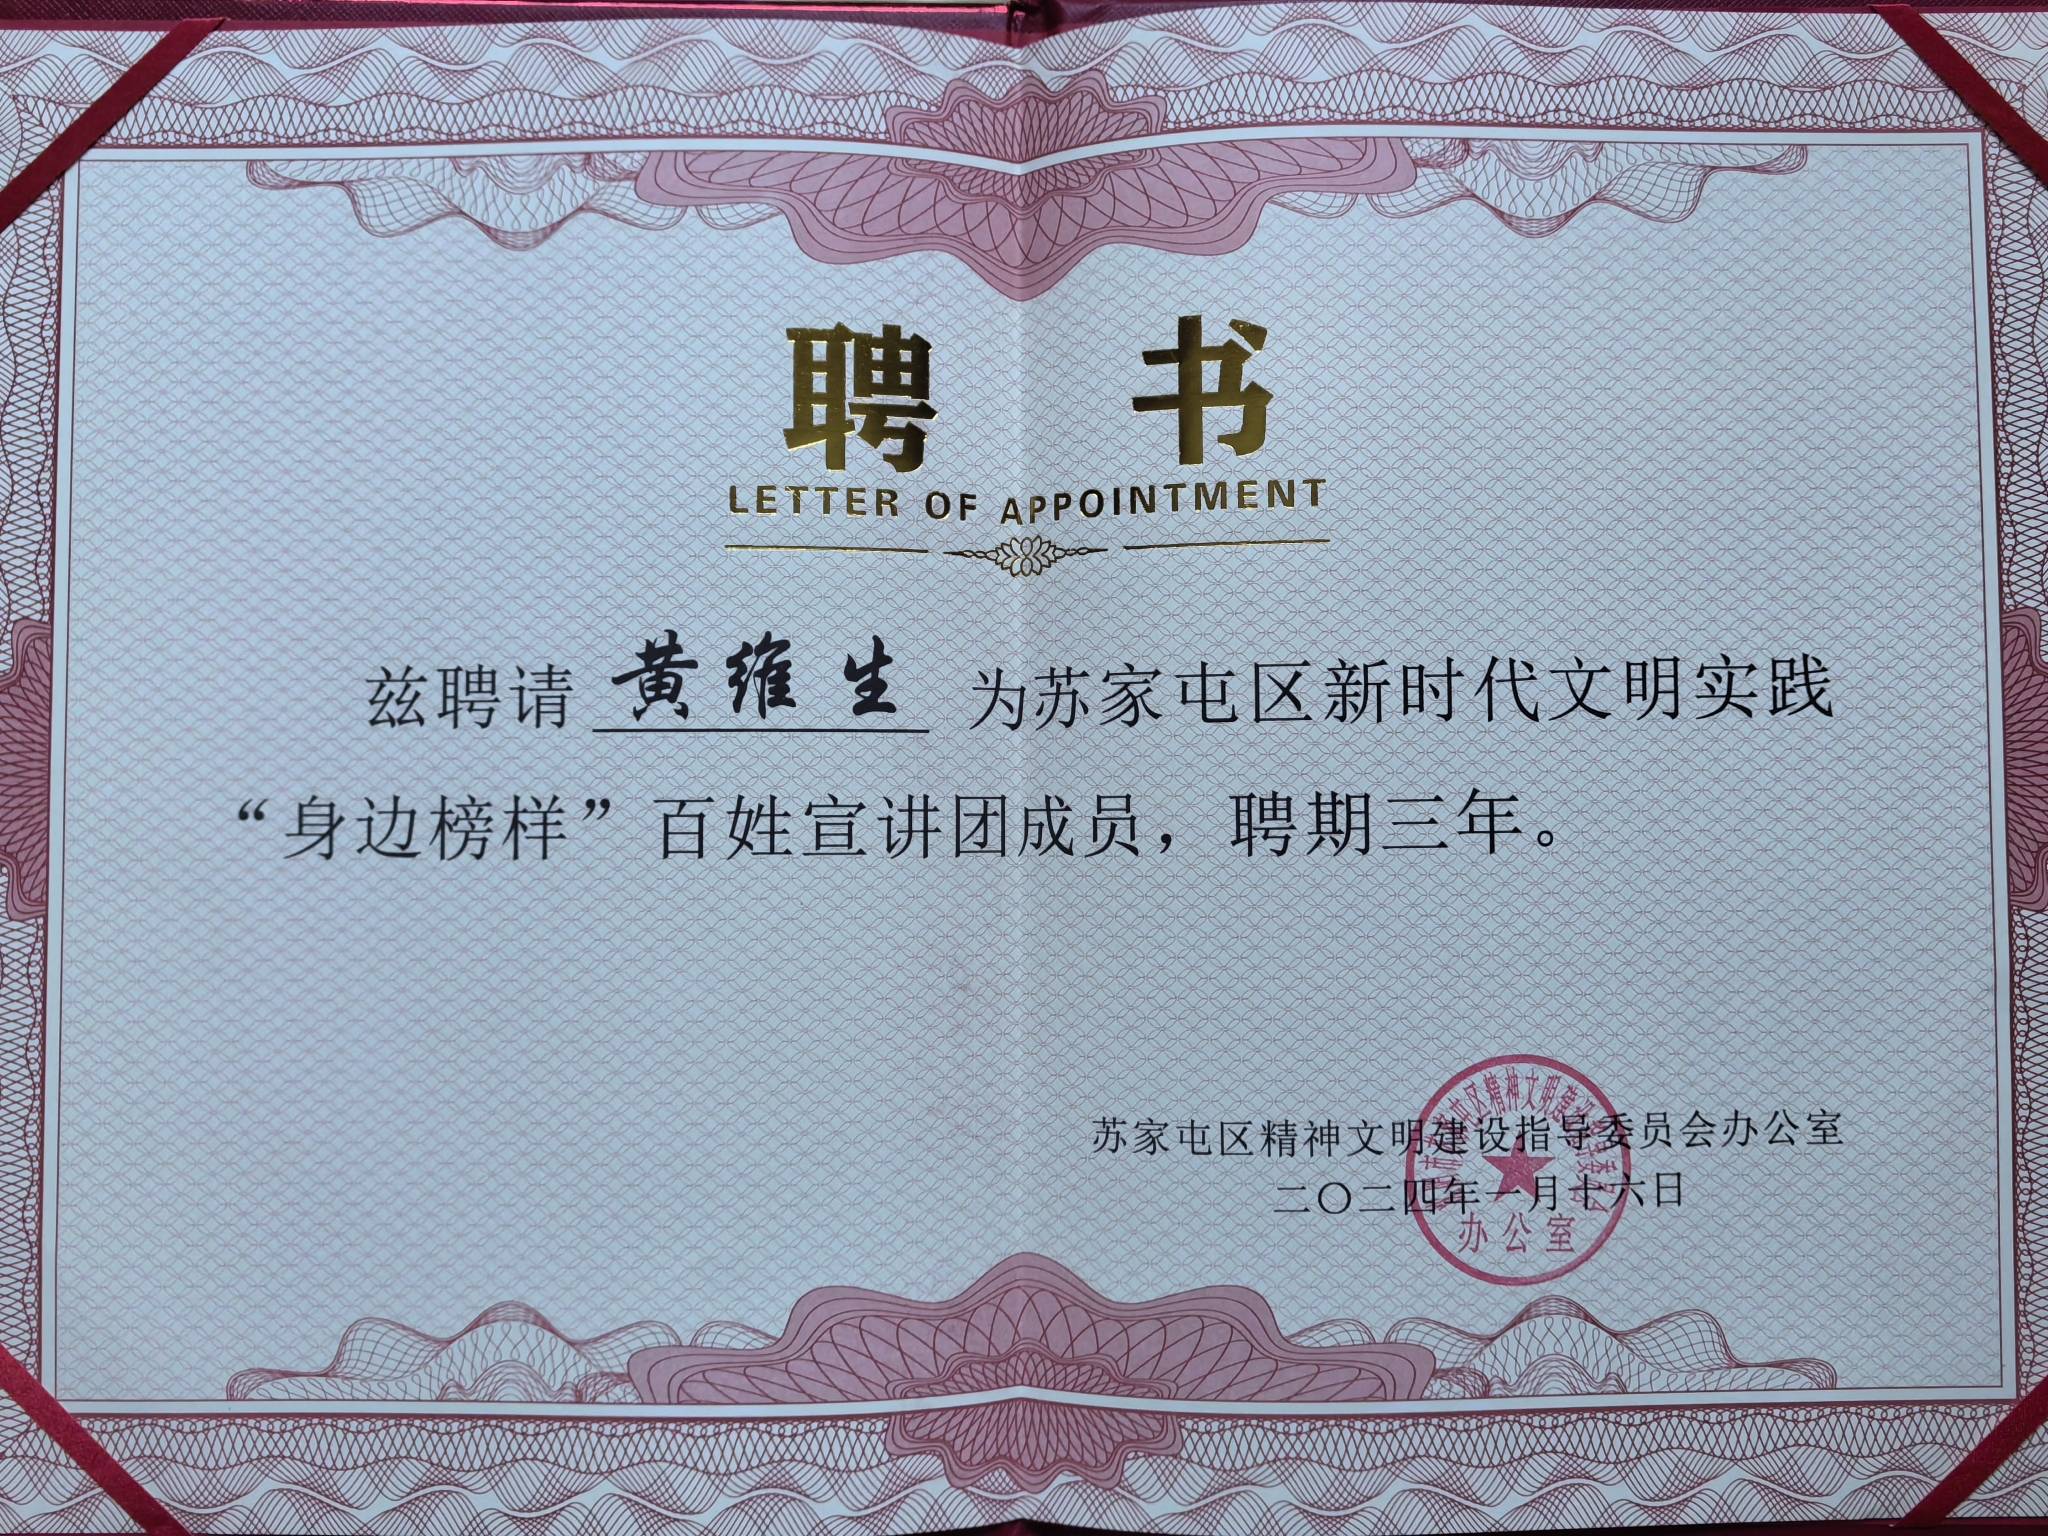 聘 书
LETTER OF APPOINTMENT
兹聘请 黄维生 为苏家屯区新时代文明实践
“身边榜样”百姓宣讲团成员，聘期三年。
苏家屯区精神文明建设指导委员会办公室
二〇二四年一月十六日
办公室